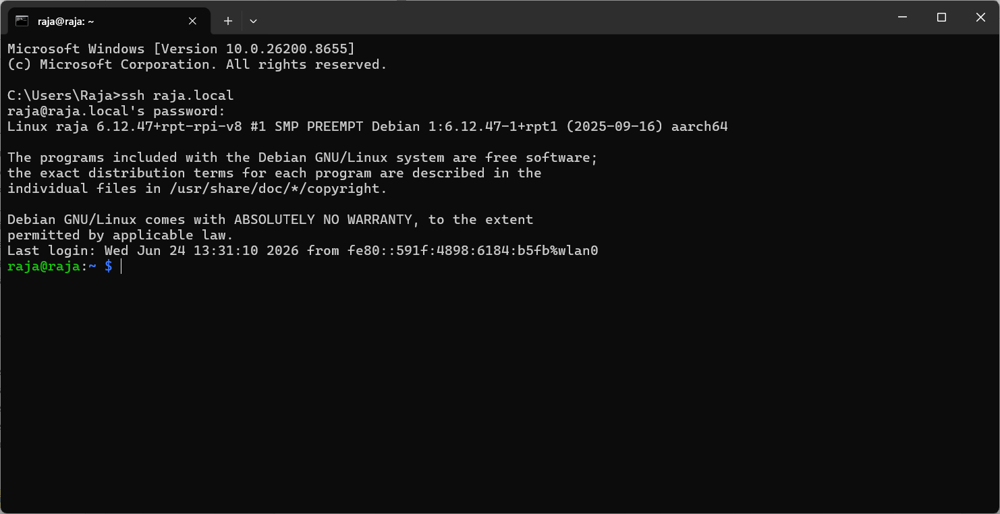 raja@raja: ~
Microsoft Windows [Version 10.0.26200.8655]
(c) Microsoft Corporation. All rights reserved.
C:\Users\Raja>ssh raja.local
raja@raja.local's password:
Linux raja 6.12.47+rpt-rpi-v8 #1 SMP PREEMPT Debian 1:6.12.47-1+rpt1 (2025-09-16) aarch64
The programs included with the Debian GNU/Linux system are free software;
the exact distribution terms for each program are described in the
individual files in /usr/share/doc/*/copyright.
Debian GNU/Linux comes with ABSOLUTELY NO WARRANTY, to the extent
permitted by applicable law.
Last login: Wed Jun 24 13:31:10 2026 from fe80::591f:4898:6184:b5fb%wlan0
raja@raja:~ $